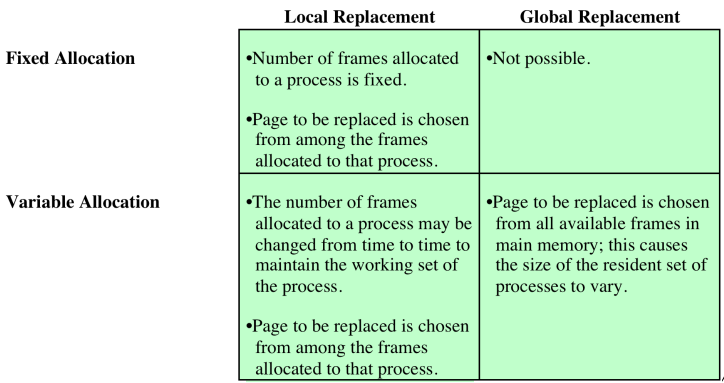 Local Replacement
Global Replacement
Fixed Allocation
•Number of frames allocated
to a process is fixed.
•Page to be replaced is chosen
from among the frames
allocated to that process.
•Not possible.
Variable Allocation
•The number of frames
allocated to a process may be
changed from time to time to
maintain the working set of
the process.
•Page to be replaced is chosen
from among the frames
allocated to that process.
•Page to be replaced is chosen
from all available frames in
main memory; this causes
the size of the resident set of
processes to vary.